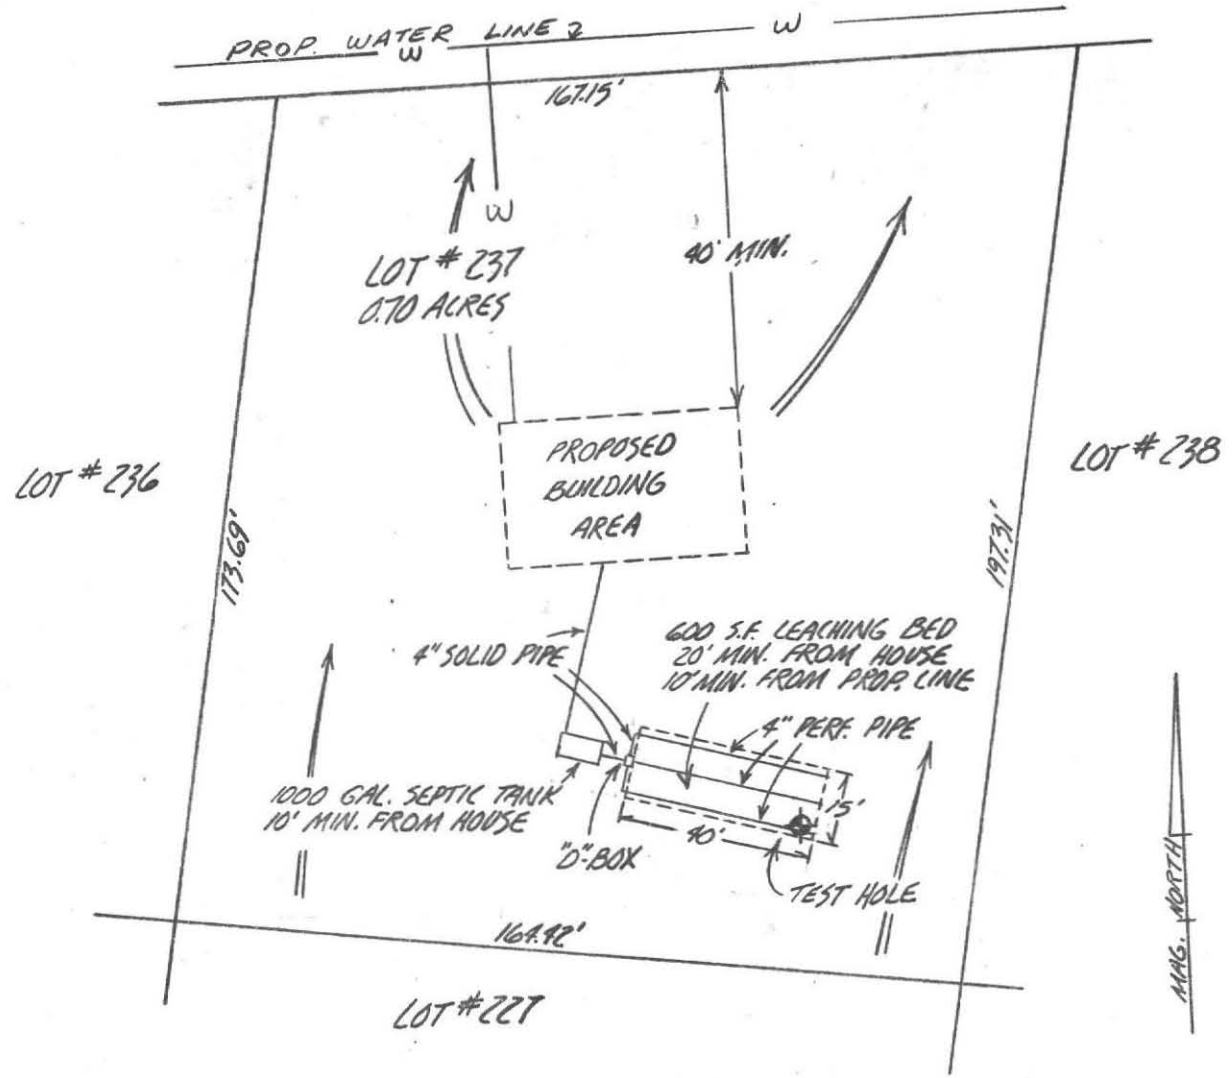 PROP. WATER LINE
W
W
167.15'
W
LOT # 237
0.70 ACRES
40' MIN.
PROPOSED
BUILDING
AREA
LOT # 236
LOT # 238
173.69'
197.31'
4" SOLID PIPE
600 S.F. LEACHING BED
20' MIN. FROM HOUSE
10' MIN. FROM PROP. LINE
4" PERF. PIPE
1000 GAL. SEPTIC TANK
10' MIN. FROM HOUSE
15'
40'
"D"-BOX
TEST HOLE
164.42'
LOT # 227
MAG. NORTH